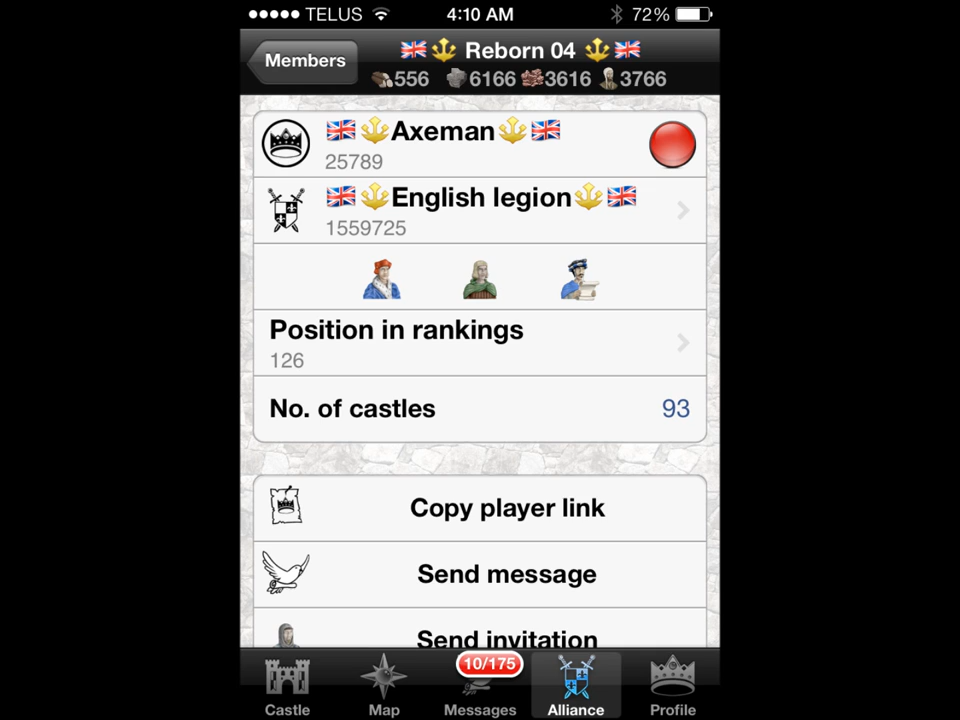 TELUS 4:10 AM 72%
Members
🇬🇧🔱 Reborn 04 🔱🇬🇧
556 6166 3616 3766
🇬🇧🔱Axeman🔱🇬🇧
25789
🇬🇧🔱English legion🔱🇬🇧
1559725
Position in rankings
126
No. of castles 93
Copy player link
Send message
Send invitation
10/175
Castle Map Messages Alliance Profile